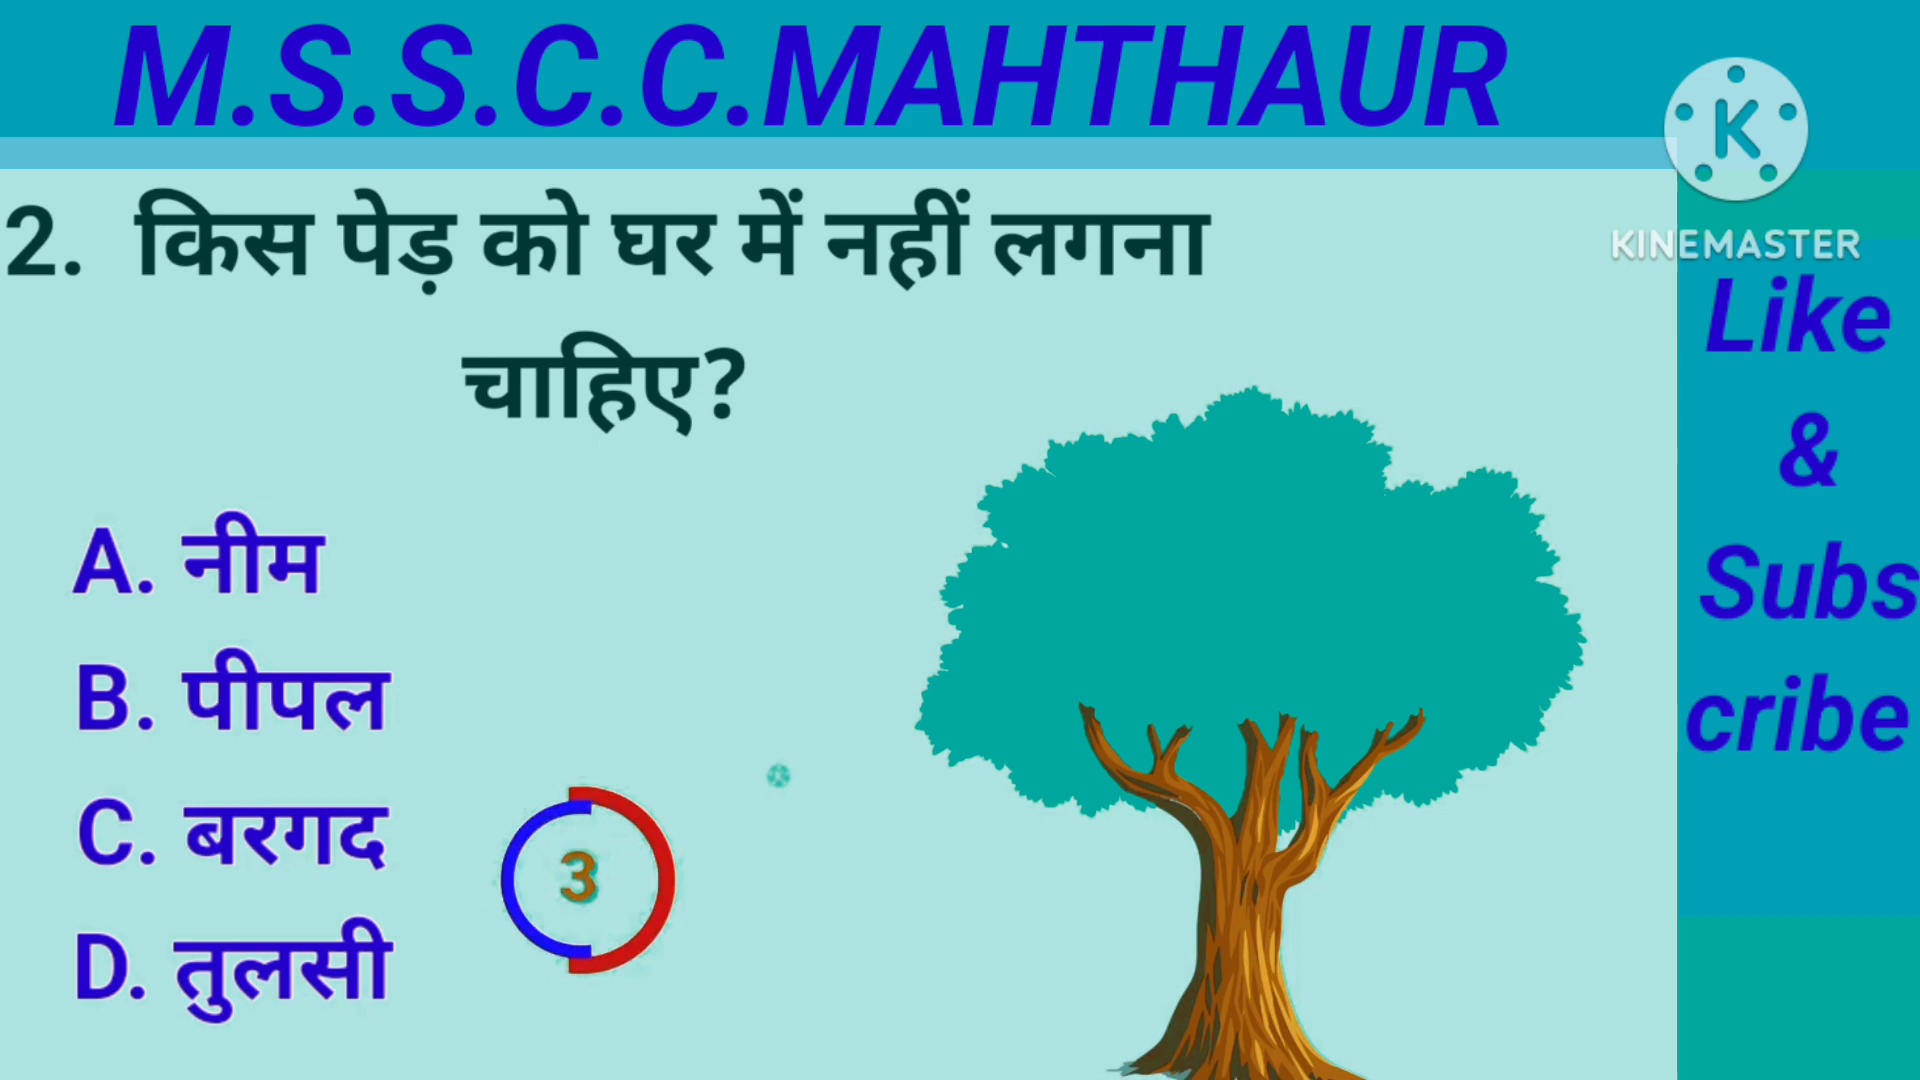 M.S.S.C.C.MAHTHAUR
KINEMASTER
2. किस पेड़ को घर में नहीं लगना
चाहिए?
A. नीम
B. पीपल
C. बरगद
D. तुलसी
3
Like
&
Subs
cribe